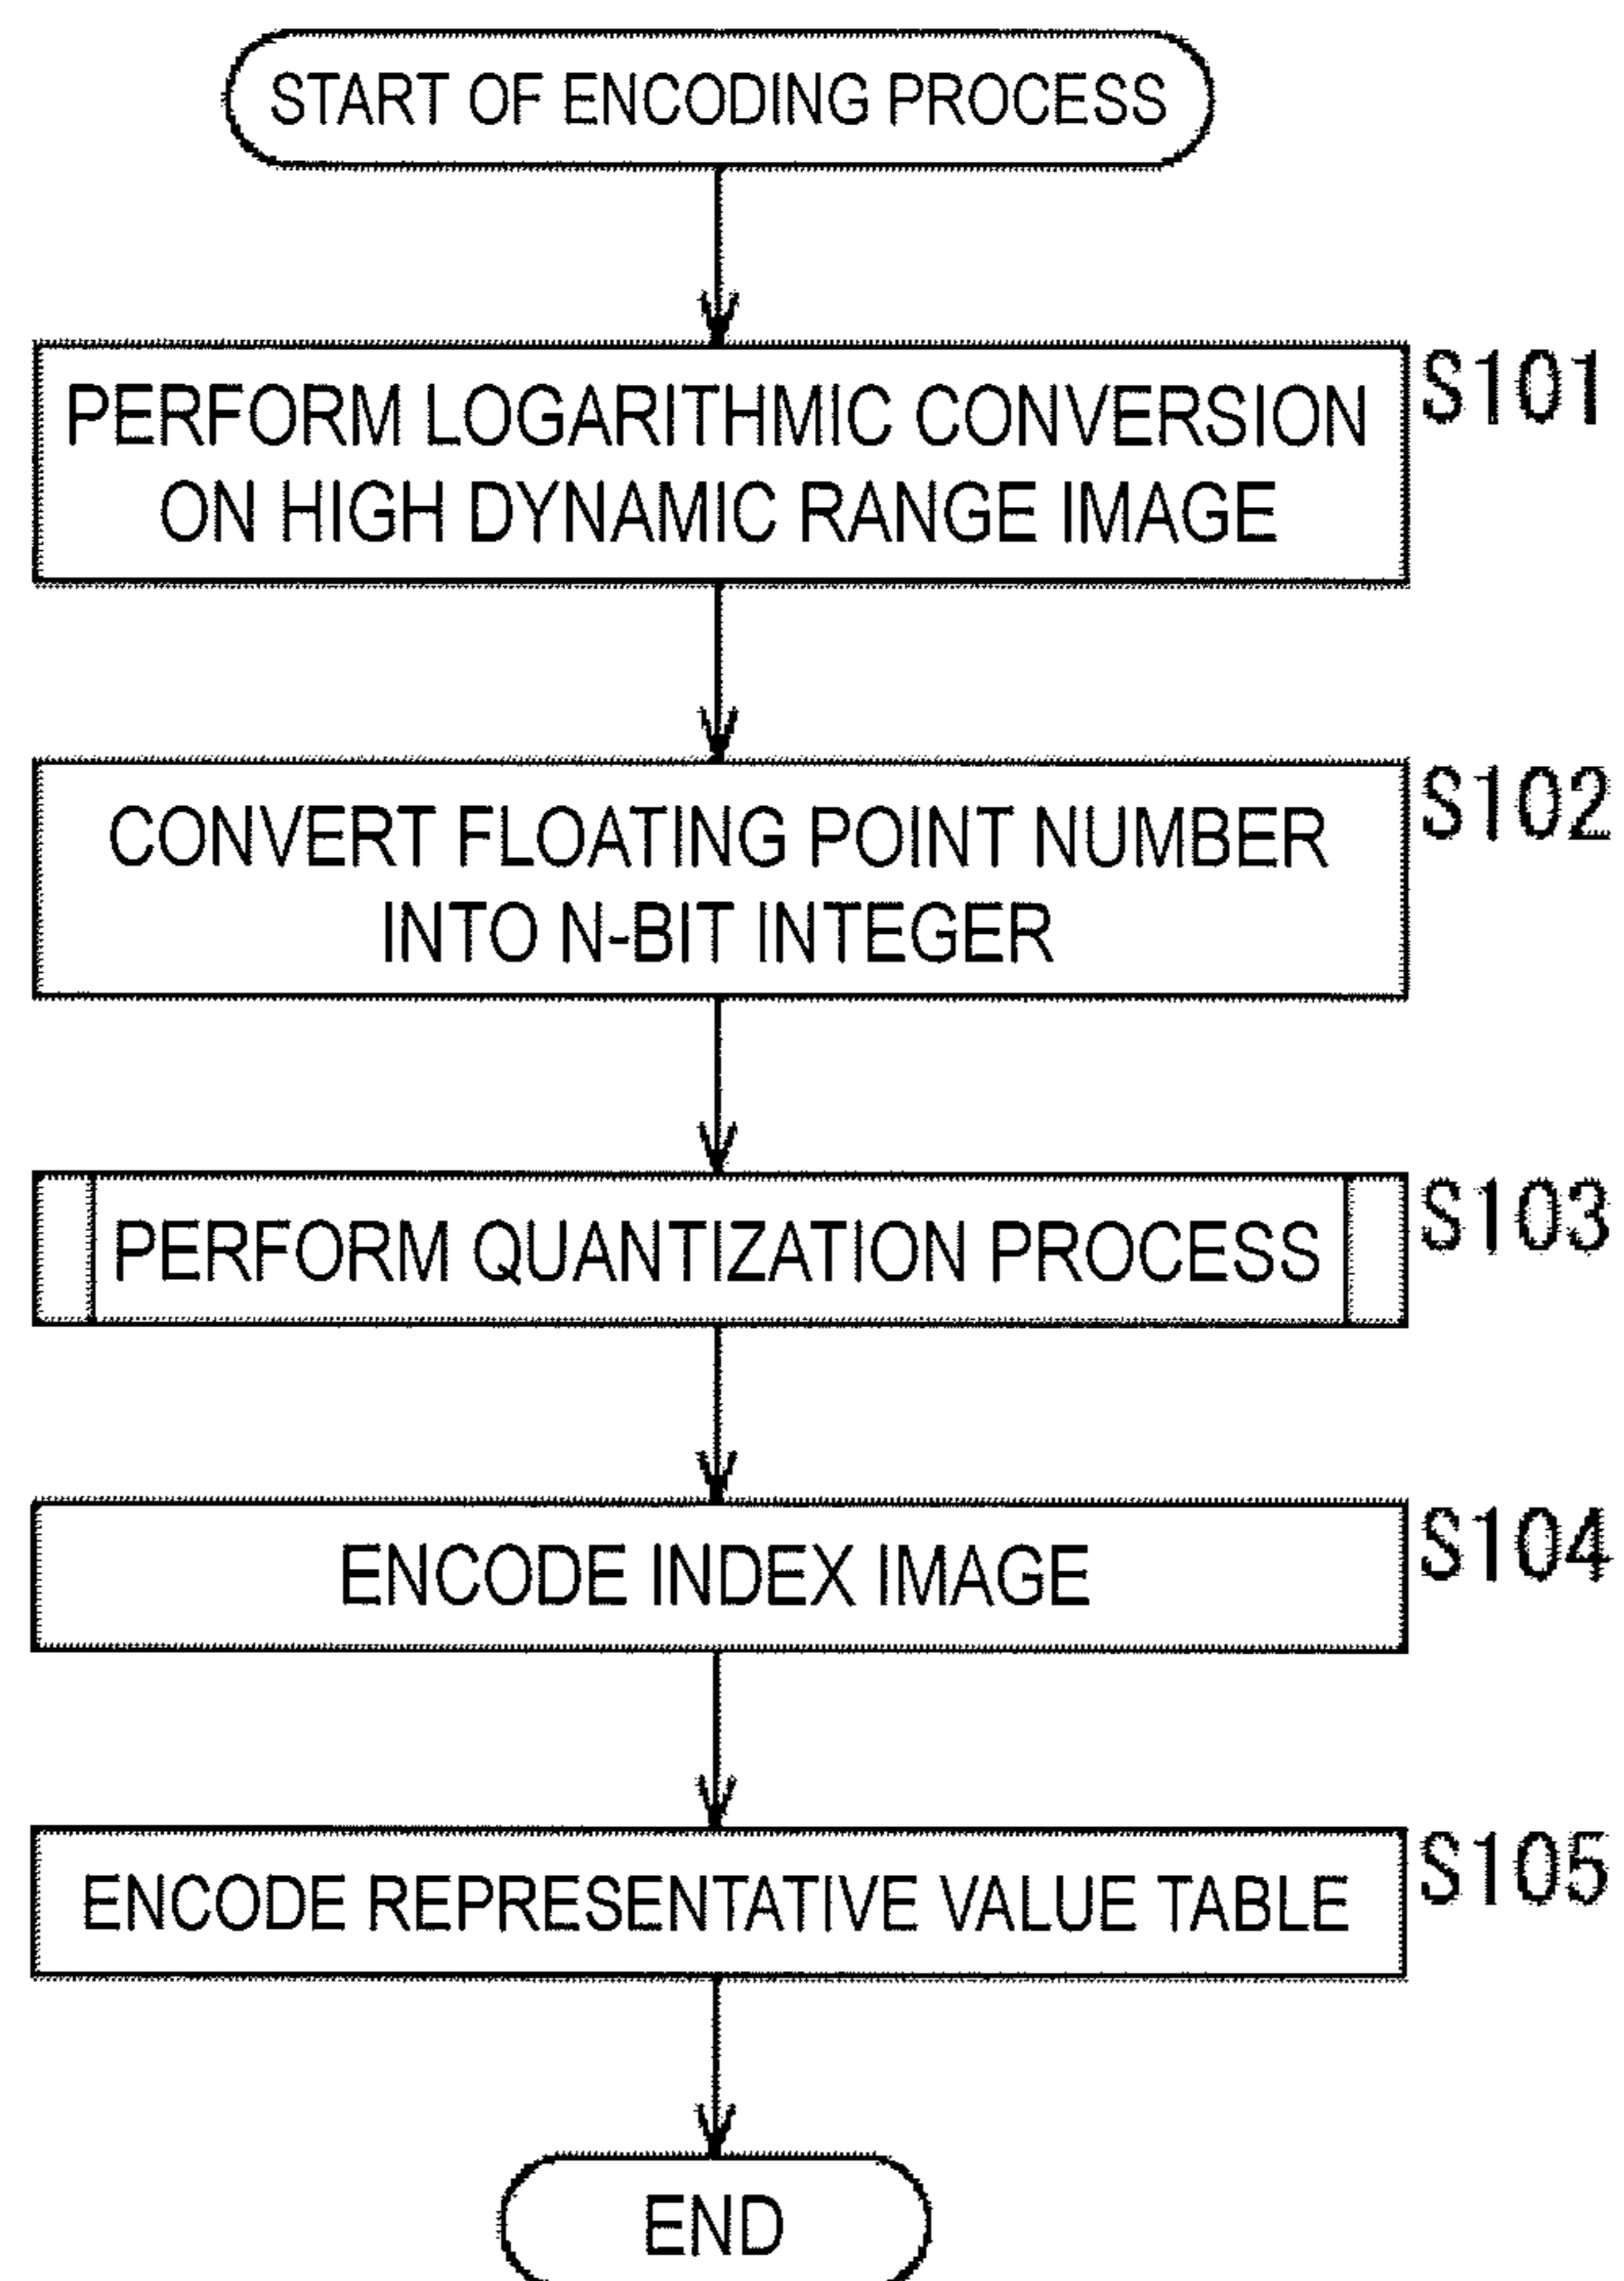 START OF ENCODING PROCESS
PERFORM LOGARITHMIC CONVERSION
ON HIGH DYNAMIC RANGE IMAGE
S101
CONVERT FLOATING POINT NUMBER
INTO N-BIT INTEGER
S102
PERFORM QUANTIZATION PROCESS
S103
ENCODE INDEX IMAGE
S104
ENCODE REPRESENTATIVE VALUE TABLE
S105
END